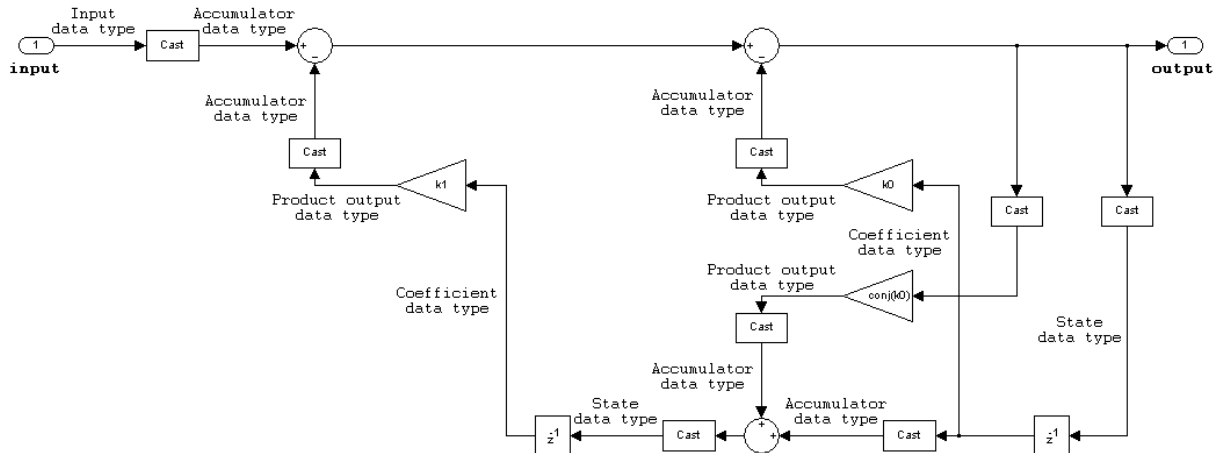 Input
data type
Accumulator
data type
1
Cast
+
−
+
−
1
input
output
Accumulator
data type
Accumulator
data type
Cast
Cast
k1
k0
Product output
data type
Product output
data type
Cast
Cast
Coefficient
data type
Product output
data type
Coefficient
data type
conj(k0)
Cast
State
data type
Accumulator
data type
State
data type
Accumulator
data type
z-1
Cast
+
+
Cast
z-1